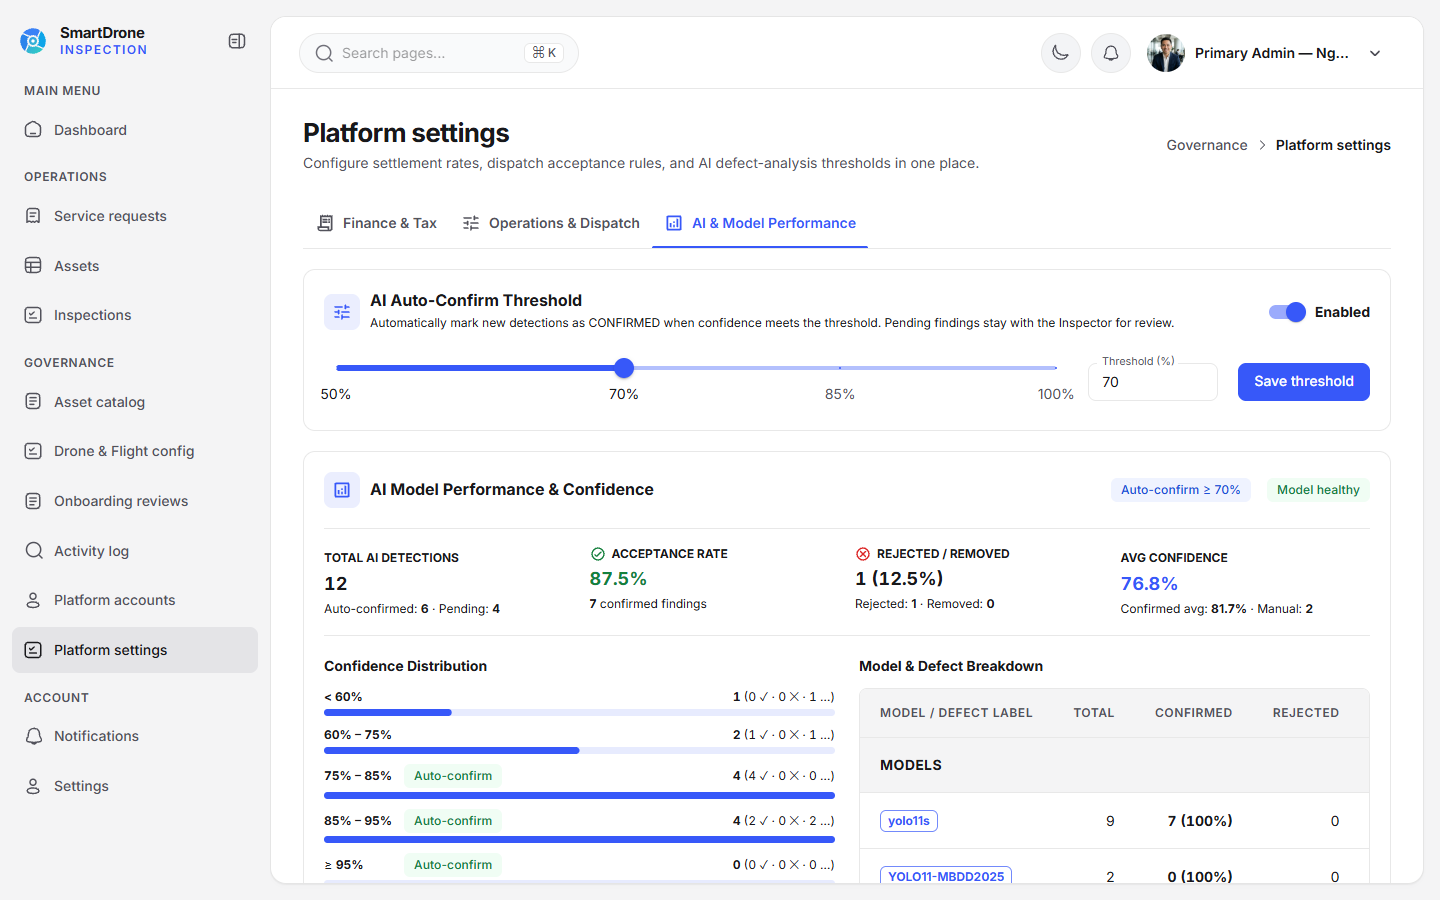 SmartDrone
INSPECTION
MAIN MENU
Dashboard
OPERATIONS
Service requests
Assets
Inspections
GOVERNANCE
Asset catalog
Drone & Flight config
Onboarding reviews
Activity log
Platform accounts
Platform settings
ACCOUNT
Notifications
Settings
Search pages... ⌘ K
Primary Admin — Ng...
Platform settings
Configure settlement rates, dispatch acceptance rules, and AI defect-analysis thresholds in one place.
Governance > Platform settings
Finance & Tax Operations & Dispatch AI & Model Performance
AI Auto-Confirm Threshold
Automatically mark new detections as CONFIRMED when confidence meets the threshold. Pending findings stay with the Inspector for review.
Enabled
50% 70% 85% 100%
Threshold (%)
70
Save threshold
AI Model Performance & Confidence
Auto-confirm ≥ 70% Model healthy
TOTAL AI DETECTIONS
12
Auto-confirmed: 6 · Pending: 4
ACCEPTANCE RATE
87.5%
7 confirmed findings
REJECTED / REMOVED
1 (12.5%)
Rejected: 1 · Removed: 0
AVG CONFIDENCE
76.8%
Confirmed avg: 81.7% · Manual: 2
Confidence Distribution
< 60% 1 (0 ✓ · 0 ✕ · 1 ...)
60% – 75% 2 (1 ✓ · 0 ✕ · 1 ...)
75% – 85% Auto-confirm 4 (4 ✓ · 0 ✕ · 0 ...)
85% – 95% Auto-confirm 4 (2 ✓ · 0 ✕ · 2 ...)
≥ 95% Auto-confirm 0 (0 ✓ · 0 ✕ · 0 ...)
Model & Defect Breakdown
MODEL / DEFECT LABEL TOTAL CONFIRMED REJECTED
MODELS
yolo11s 9 7 (100%) 0
YOLO11-MBDD2025 2 0 (100%) 0